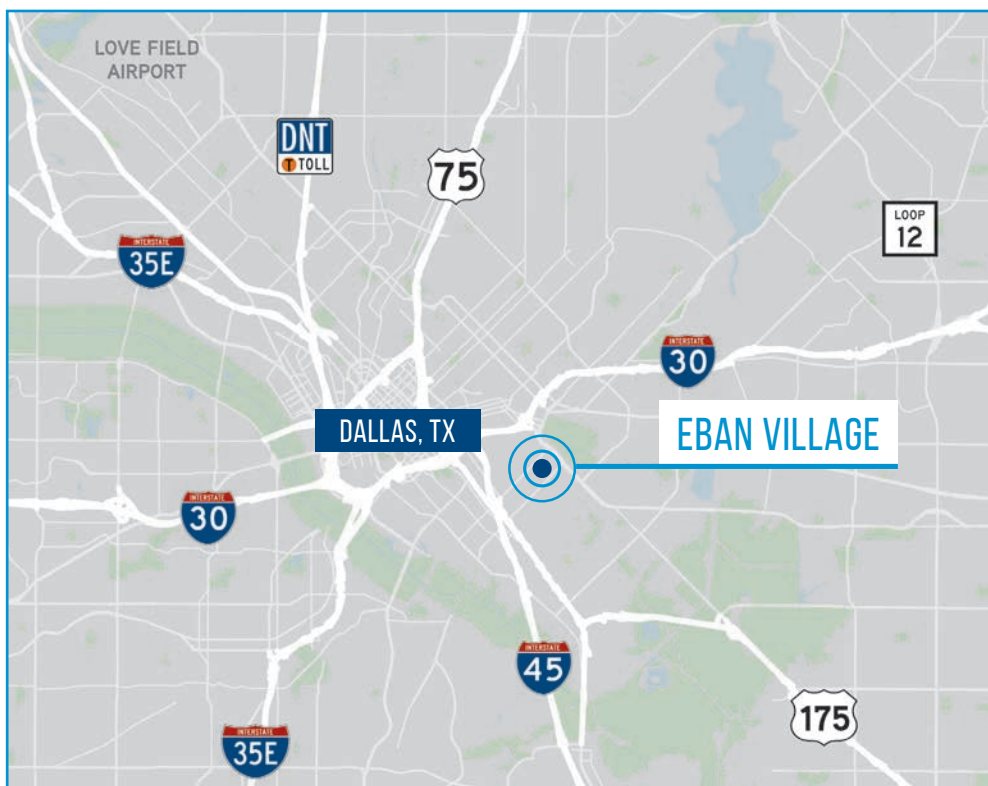 LOVE FIELD
AIRPORT
DNT
T TOLL
75
LOOP
12
INTERSTATE
35E
INTERSTATE
30
DALLAS, TX
EBAN VILLAGE
INTERSTATE
30
INTERSTATE
45
175
INTERSTATE
35E